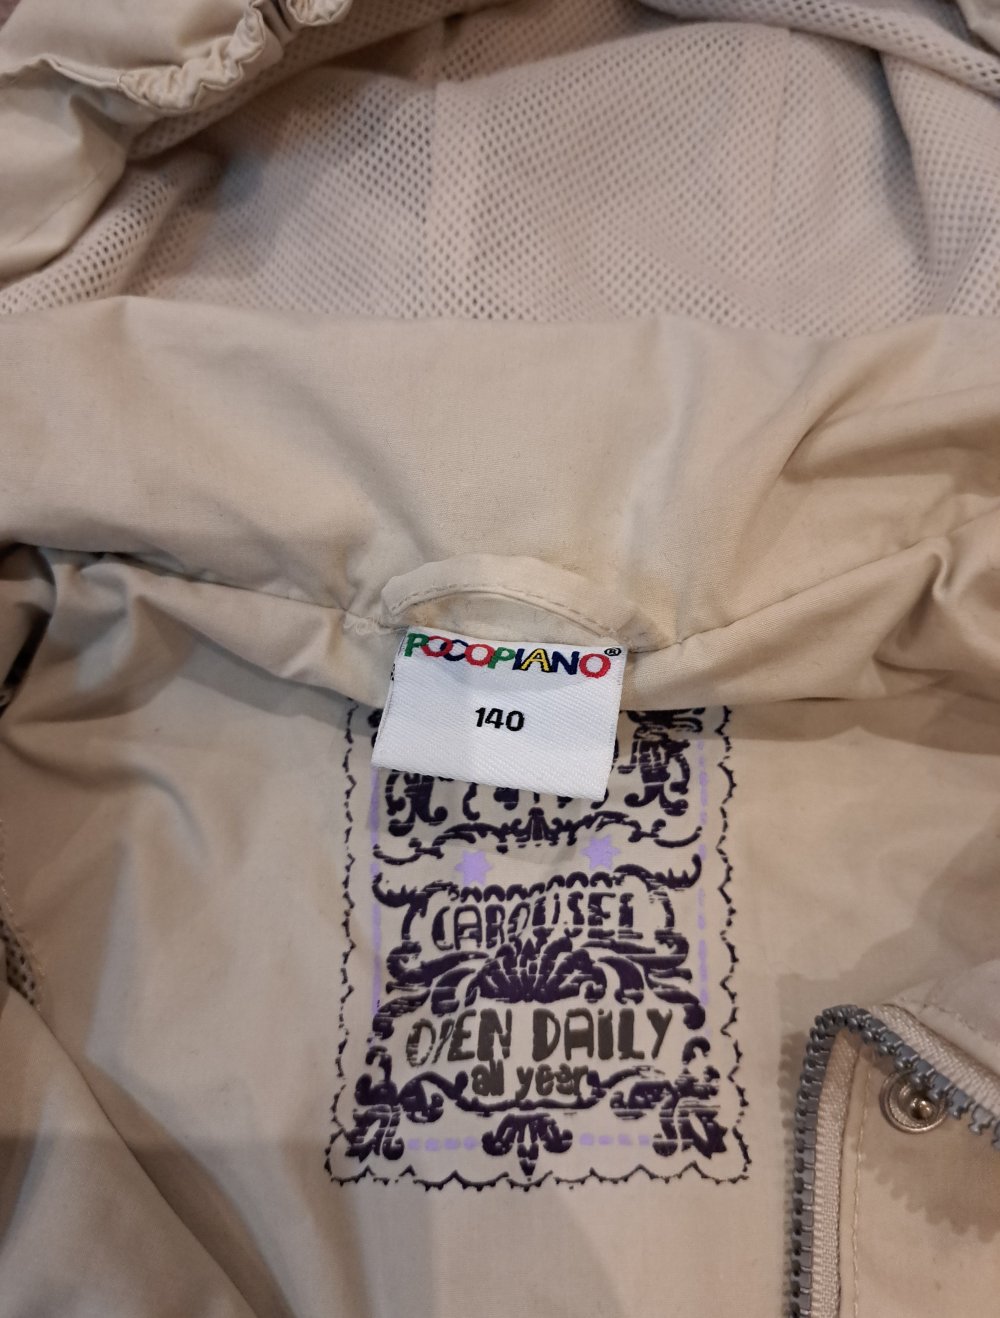 POCOPIANO®
140
CAROUSEL
OPEN DAILY
all year